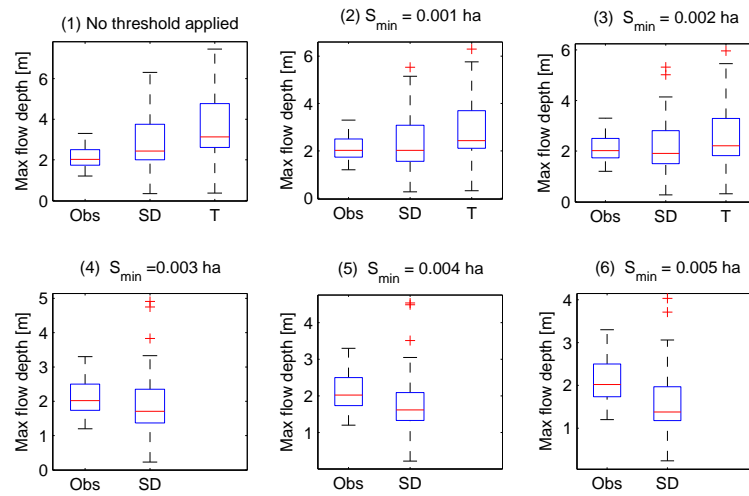 (1) No threshold applied
Max flow depth [m]
6
4
2
0
Obs SD T
(2) S_min = 0.001 ha
Max flow depth [m]
6
4
2
0
Obs SD T
(3) S_min = 0.002 ha
Max flow depth [m]
6
4
2
0
Obs SD T
(4) S_min =0.003 ha
Max flow depth [m]
5
4
3
2
1
0
Obs SD
(5) S_min = 0.004 ha
Max flow depth [m]
4
3
2
1
Obs SD
(6) S_min = 0.005 ha
Max flow depth [m]
4
3
2
1
Obs SD